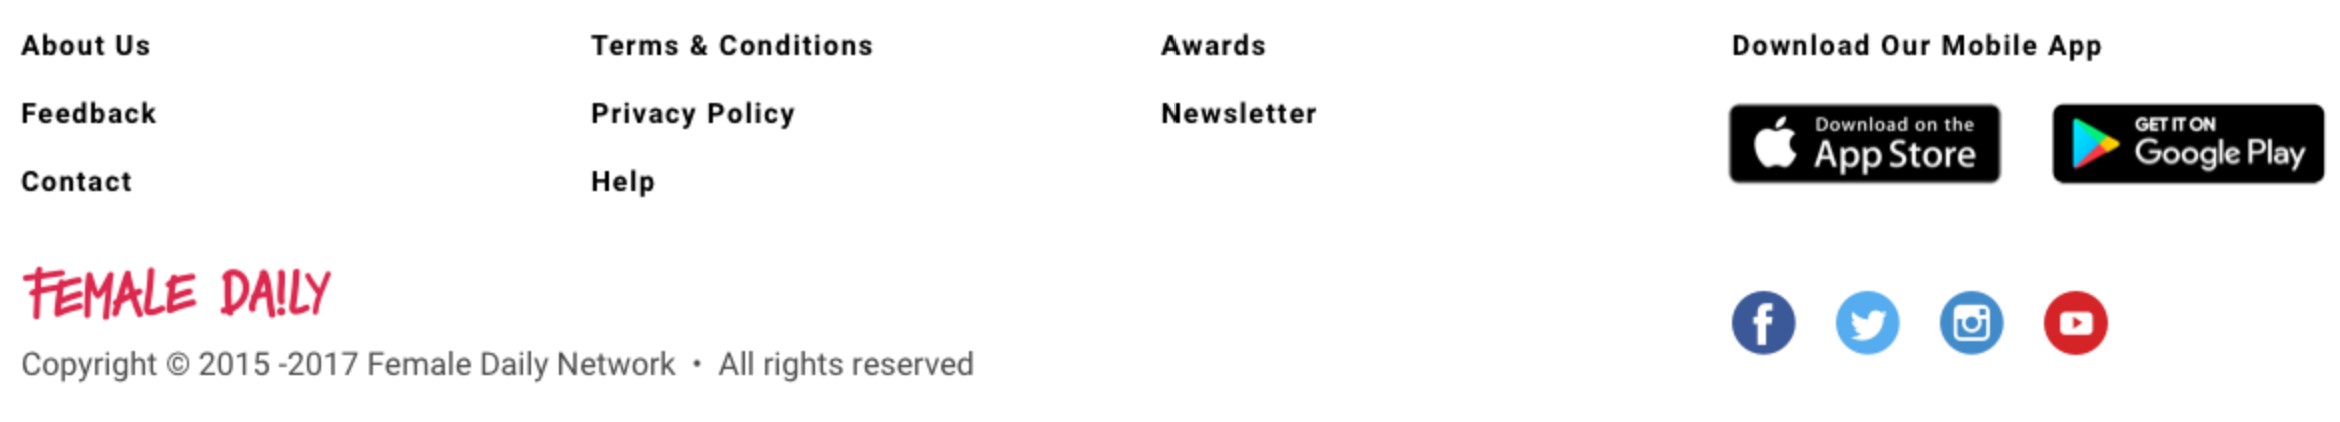 About Us
Feedback
Contact
Terms & Conditions
Privacy Policy
Help
Awards
Newsletter
Download Our Mobile App
Download on the
App Store
GET IT ON
Google Play
FEMALE DA!LY
Copyright © 2015 -2017 Female Daily Network • All rights reserved